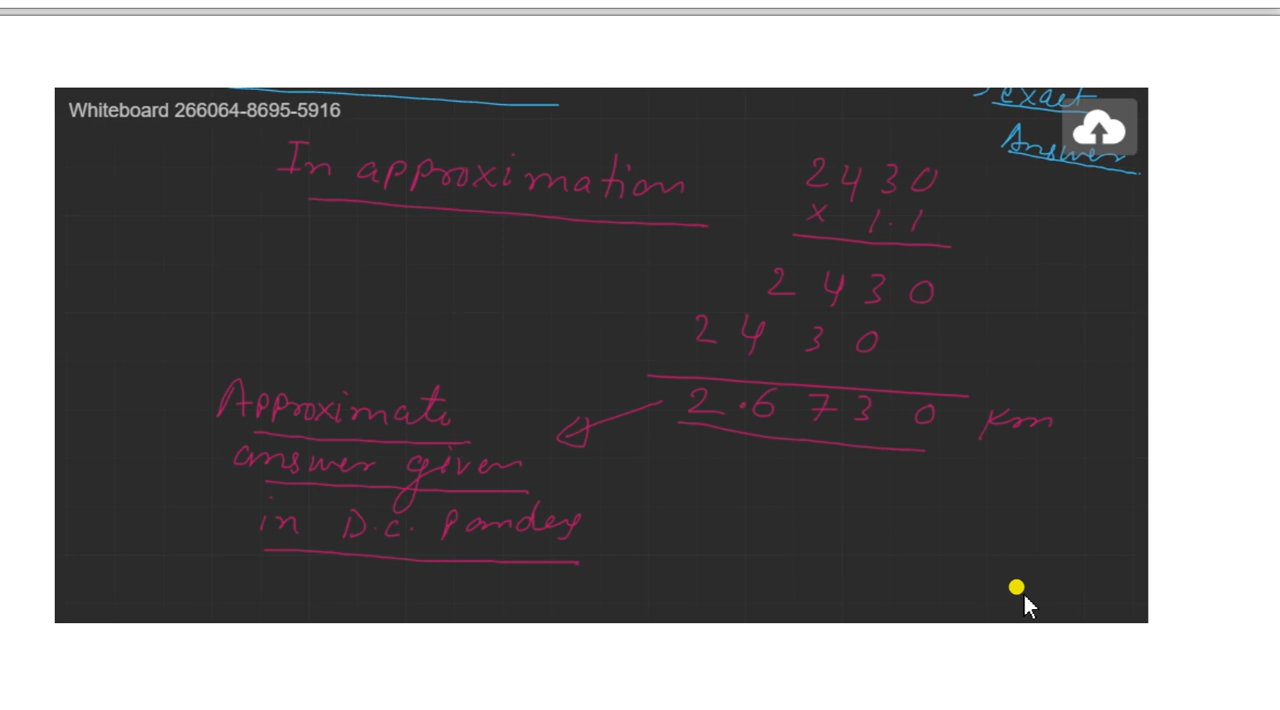 Whiteboard 266064-8695-5916
exact
Answer
In approximation
2430
× 1.1
2430
2430
2.6730 Km
Approximate
answer given
in D.C. Pandey